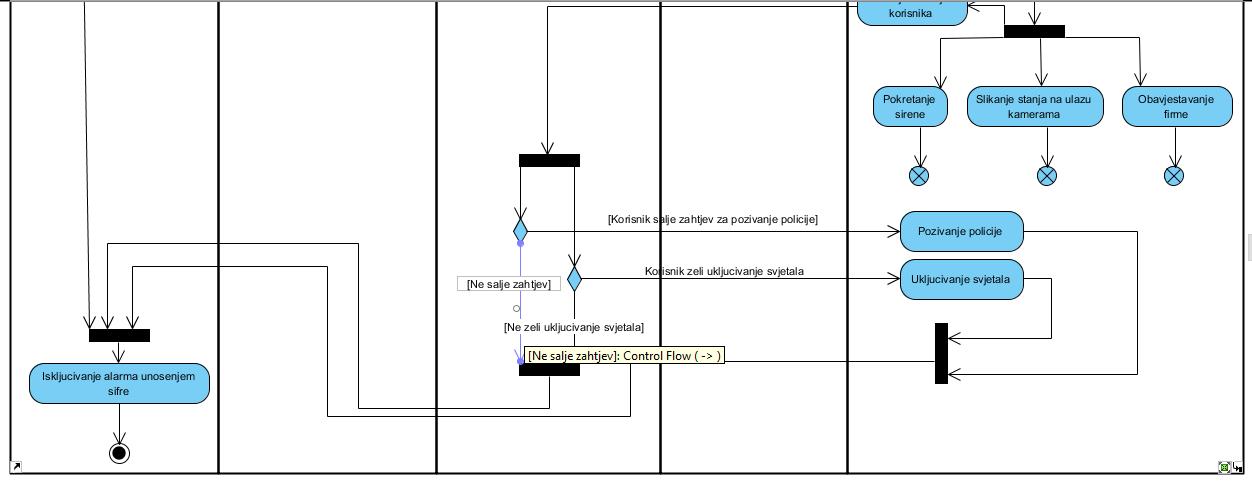 korisnika
Pokretanje
sirene
Slikanje stanja na ulazu
kamerama
Obavjestavanje
firme
[Korisnik salje zahtjev za pozivanje policije]
Pozivanje policije
Korisnik zeli ukljucivanje svjetala
Ukljucivanje svjetala
[Ne salje zahtjev]
[Ne zeli ukljucivanje svjetala]
[Ne salje zahtjev]: Control Flow ( -> )
Iskljucivanje alarma unosenjem
sifre